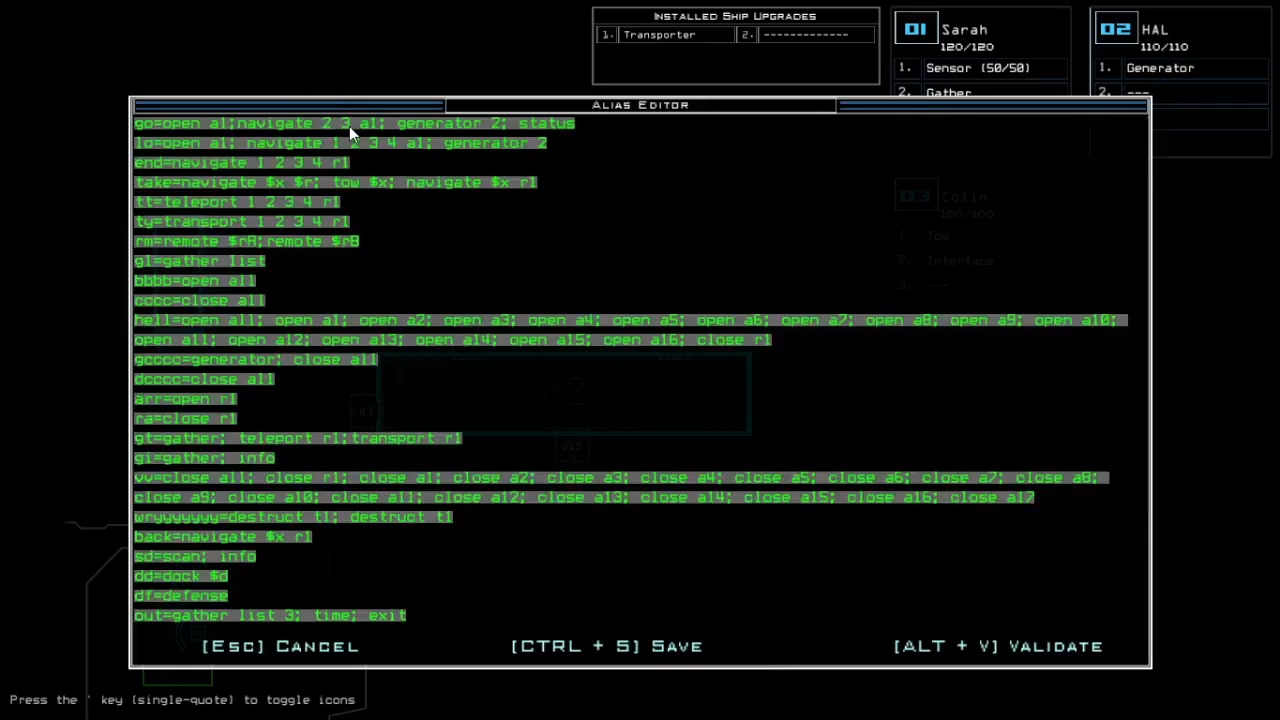 Installed Ship Upgrades
1. Transporter 2. -------------
01 Sarah
120/120
1. Sensor (50/50)
2. Gather
02 HAL
110/110
1. Generator
2. ---
Alias Editor
go=open a1;navigate 2 3 a1; generator 2; status
lo=open a1; navigate 1 2 3 4 a1; generator 2
end=navigate 1 2 3 4 r1
take=navigate $x $r; tow $x; navigate $x r1
tt=teleport 1 2 3 4 r1
ty=transport 1 2 3 4 r1
rm=remote $rA;remote $rB
gl=gather list
bbbb=open all
cccc=close all
hell=open all; open a1; open a2; open a3; open a4; open a5; open a6; open a7; open a8; open a9; open a10;
open a11; open a12; open a13; open a14; open a15; open a16; close r1
gcccc=generator; close all
dcccc=close all
arr=open r1
ra=close r1
gt=gather; teleport r1;transport r1
gi=gather; info
vv=close all; close r1; close a1; close a2; close a3; close a4; close a5; close a6; close a7; close a8;
close a9; close a10; close a11; close a12; close a13; close a14; close a15; close a16; close a17
wryyyyyyy=destruct t1; destruct t1
back=navigate $x r1
sd=scan; info
dd=dock $d
df=defense
out=gather list 3; time; exit
[Esc] Cancel [CTRL + S] Save [ALT + V] Validate
03 Colin
100/100
1. Tow
2. Interface
3. ---
Press the ' key (single-quote) to toggle icons